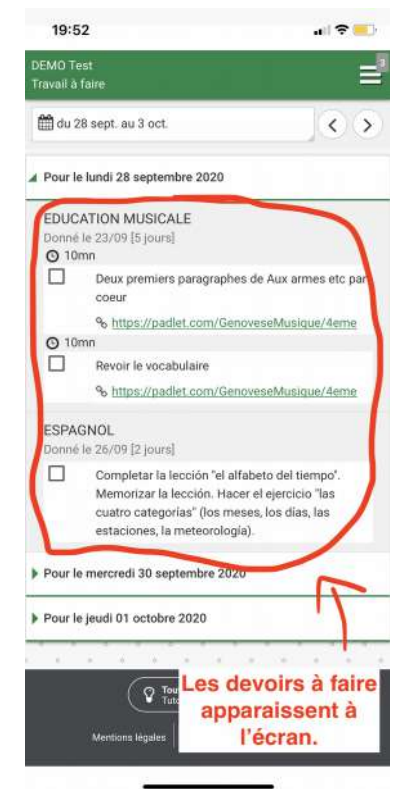 19:52
DEMO Test
3
Travail à faire
du 28 sept. au 3 oct.
Pour le lundi 28 septembre 2020
EDUCATION MUSICALE
Donné le 23/09 [5 jours]
10mn
Deux premiers paragraphes de Aux armes etc par
coeur
https://padlet.com/GenoveseMusique/4eme
10mn
Revoir le vocabulaire
https://padlet.com/GenoveseMusique/4eme
ESPAGNOL
Donné le 26/09 [2 jours]
Completar la lección "el alfabeto del tiempo".
Memorizar la lección. Hacer el ejercicio "las
cuatro categorías" (los meses, los días, las
estaciones, la meteorología).
Pour le mercredi 30 septembre 2020
Pour le jeudi 01 octobre 2020
Les devoirs à faire
apparaissent à
l'écran.
Mentions légales